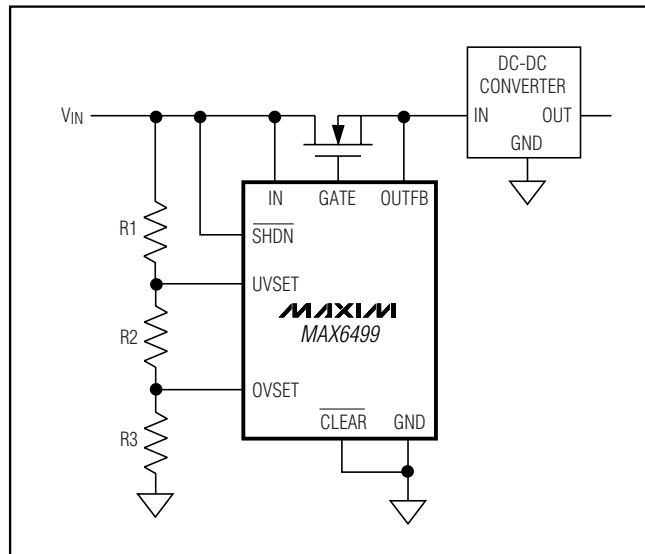 DC-DC
CONVERTER
VIN
IN
OUT
GND
IN
GATE
OUTFB
R1
SHDN
UVSET
MAXIM
MAX6499
R2
OVSET
CLEAR
GND
R3